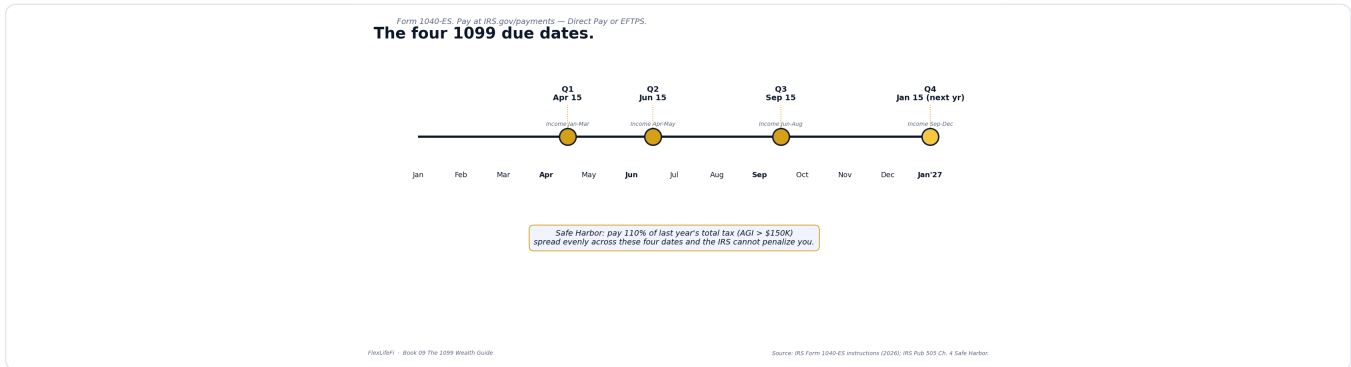 Form 1040-ES. Pay at IRS.gov/payments — Direct Pay or EFTPS.
The four 1099 due dates.
Q1
Apr 15
Q2
Jun 15
Q3
Sep 15
Q4
Jan 15 (next yr)
Income Jan-Mar
Income Apr-May
Income Jun-Aug
Income Sep-Dec
Jan Feb Mar Apr May Jun Jul Aug Sep Oct Nov Dec Jan'27
Safe Harbor: pay 110% of last year's total tax (AGI > $150K)
spread evenly across these four dates and the IRS cannot penalize you.
FlexLifeFi · Book 09 The 1099 Wealth Guide
Source: IRS Form 1040-ES instructions (2026); IRS Pub 505 Ch. 4 Safe Harbor.